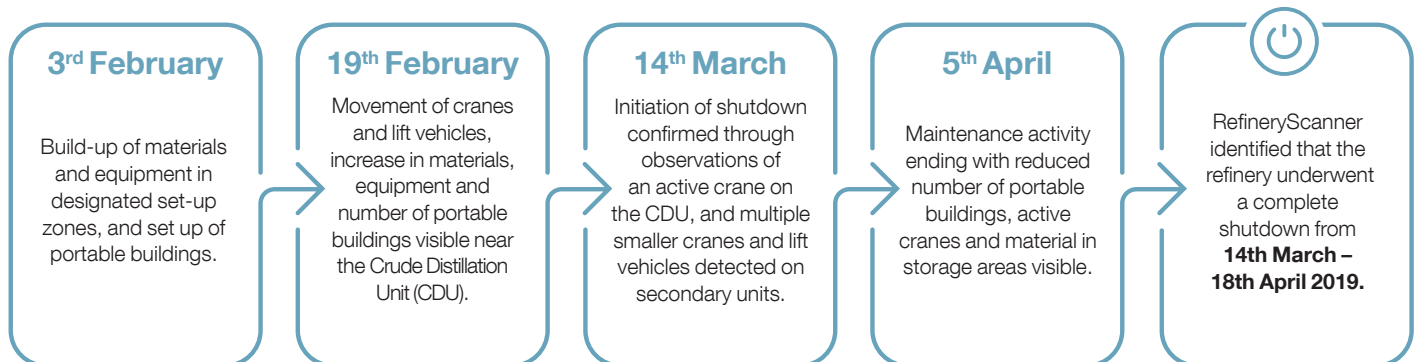 3rd February
Build-up of materials
and equipment in
designated set-up
zones, and set up of
portable buildings.
19th February
Movement of cranes
and lift vehicles,
increase in materials,
equipment and
number of portable
buildings visible near
the Crude Distillation
Unit (CDU).
14th March
Initiation of shutdown
confirmed through
observations of
an active crane on
the CDU, and multiple
smaller cranes and lift
vehicles detected on
secondary units.
5th April
Maintenance activity
ending with reduced
number of portable
buildings, active
cranes and material in
storage areas visible.
RefineryScanner
identified that the
refinery underwent
a complete
shutdown from
14th March –
18th April 2019.